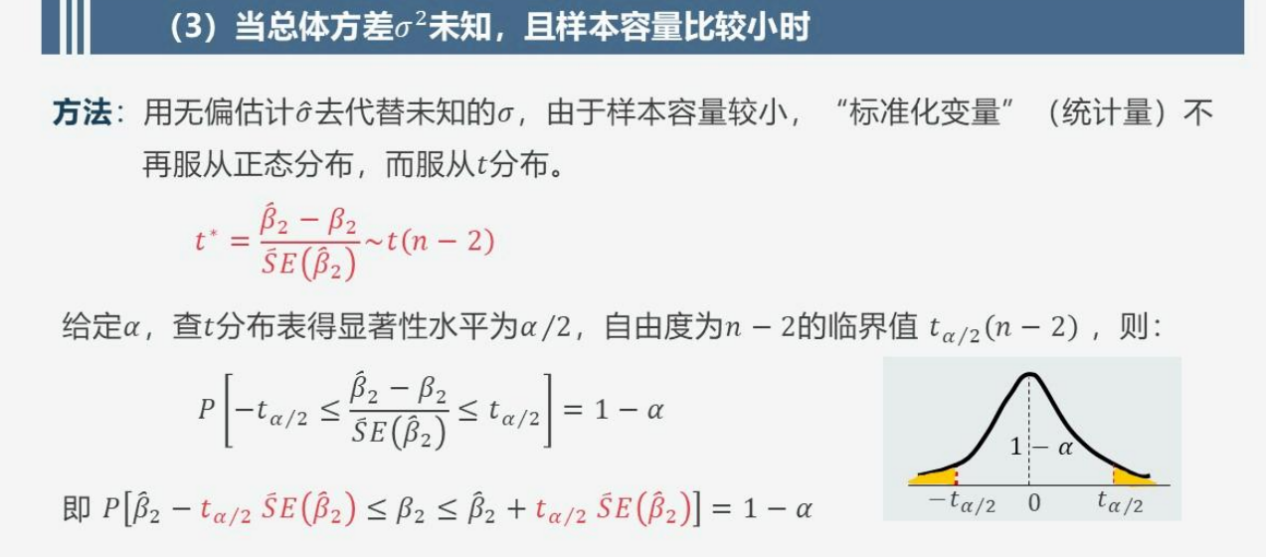 （3）当总体方差σ²未知，且样本容量比较小时
方法：用无偏估计σ̂去代替未知的σ，由于样本容量较小，“标准化变量”（统计量）不
再服从正态分布，而服从t分布。
t* = (β̂₂ − β₂)/(ŜE(β̂₂)) ~t(n − 2)
给定α，查t分布表得显著性水平为α/2，自由度为n − 2的临界值 t_{α/2}(n − 2) ，则：
P[−t_{α/2} ≤ (β̂₂ − β₂)/(ŜE(β̂₂)) ≤ t_{α/2}] = 1 − α
1 − α
−t_{α/2} 0 t_{α/2}
即 P[β̂₂ − t_{α/2} ŜE(β̂₂) ≤ β₂ ≤ β̂₂ + t_{α/2} ŜE(β̂₂)] = 1 − α